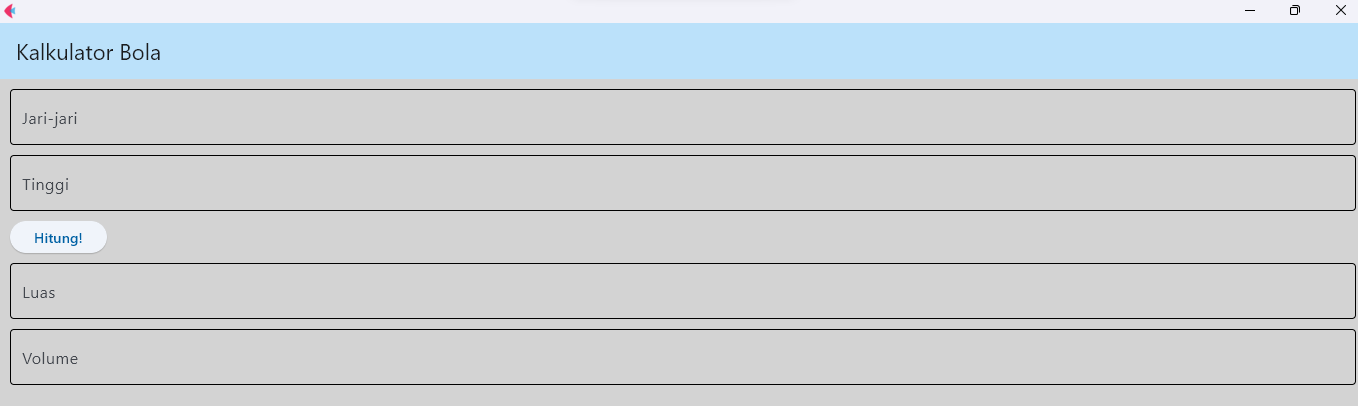 Kalkulator Bola
Jari-jari
Tinggi
Hitung!
Luas
Volume